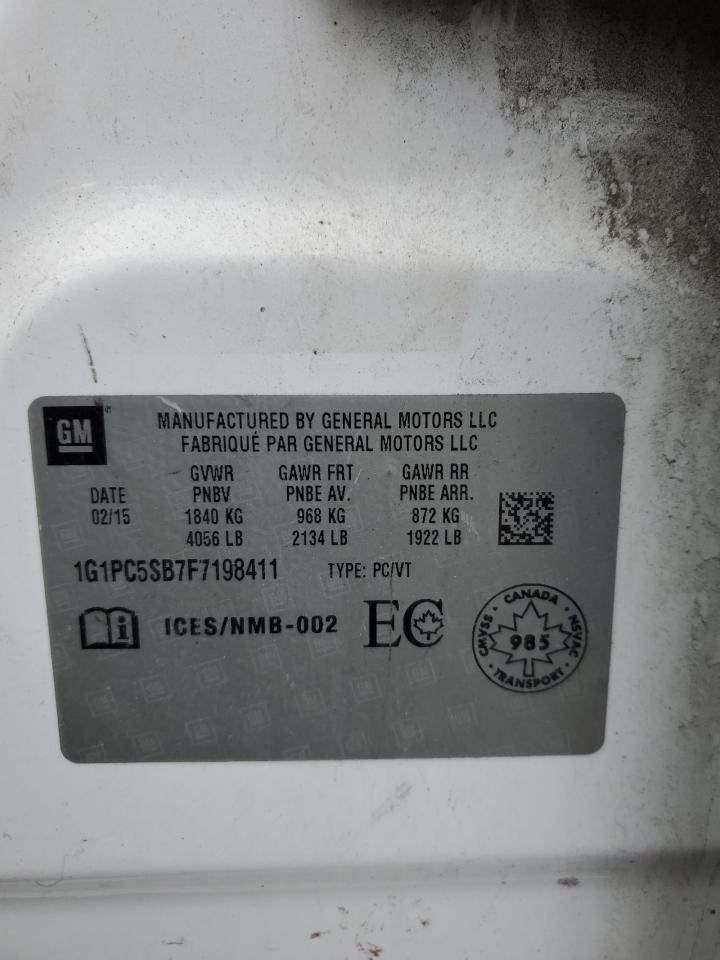 GM
MANUFACTURED BY GENERAL MOTORS LLC
FABRIQUÉ PAR GENERAL MOTORS LLC
GVWR GAWR FRT GAWR RR
DATE PNBV PNBE AV. PNBE ARR.
02/15 1840 KG 968 KG 872 KG
4056 LB 2134 LB 1922 LB
1G1PC5SB7F7198411 TYPE: PC/VT
i ICES/NMB-002 EC
CANADA
CMVSS 985 NSVAC
TRANSPORT